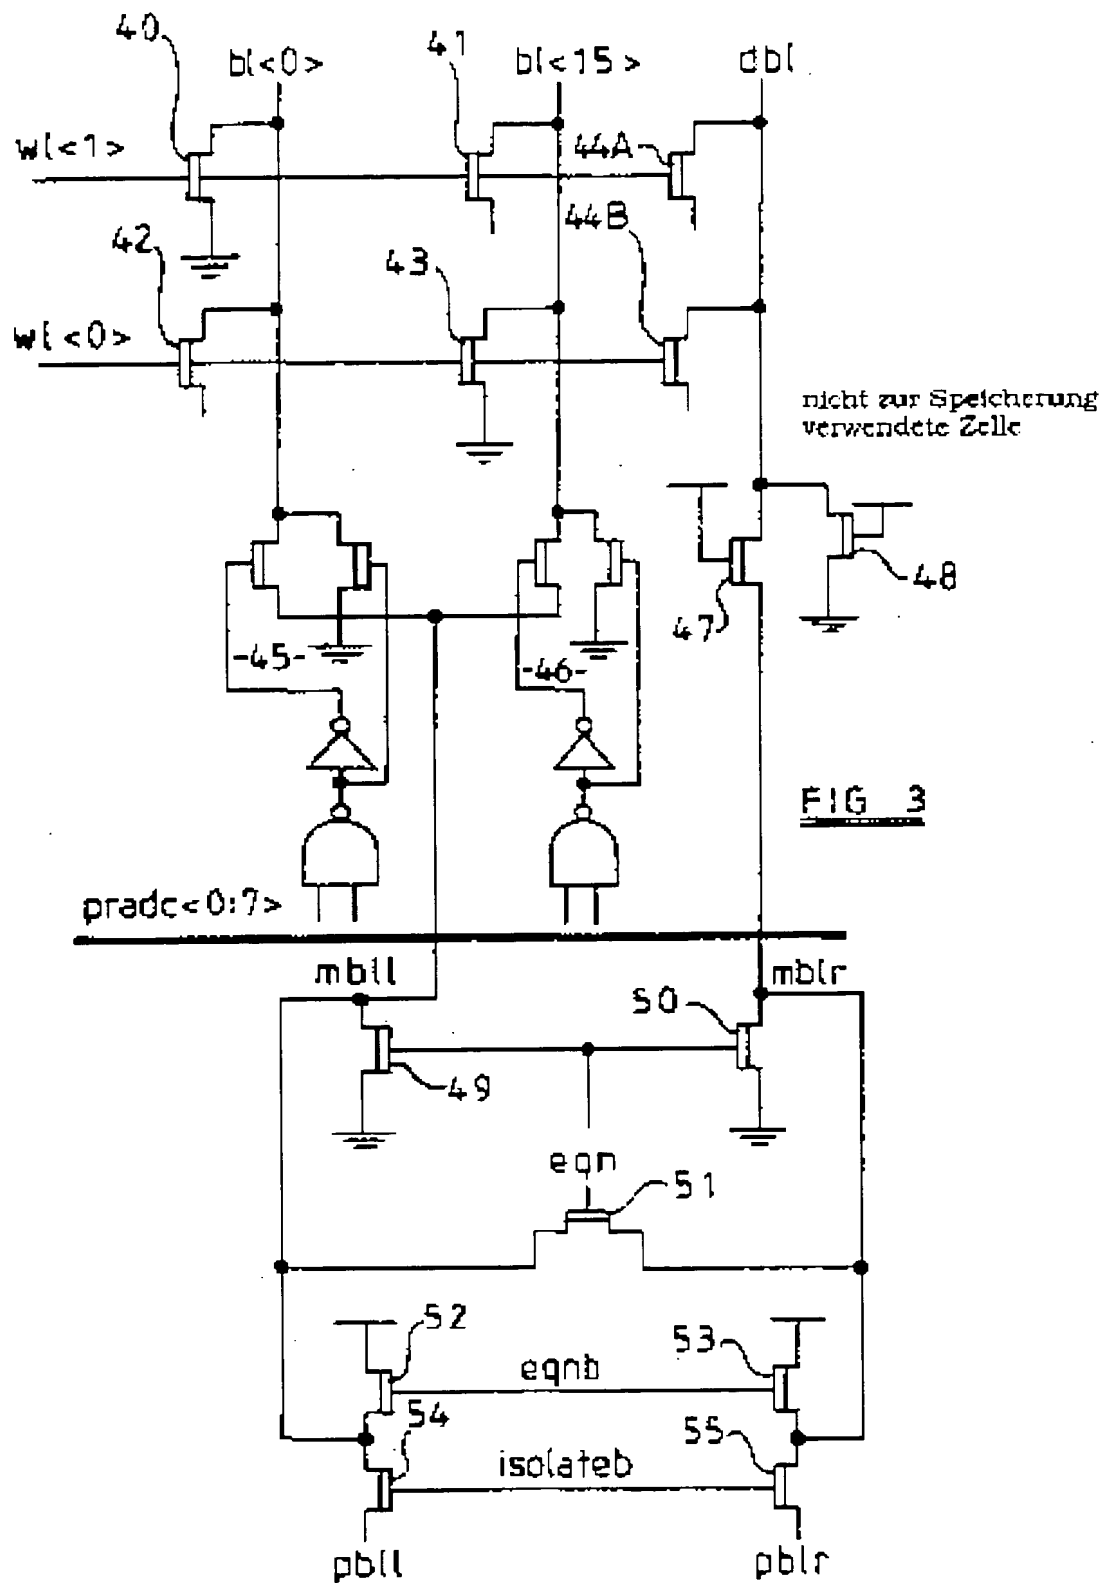 40
bl<0>
41
bl<15>
dbl
wl<1>
44A
42
43
44B
wl<0>
nicht zur Speicherung
verwendete Zelle
-45-
-46-
47
48
FIG 3
pradc<0:7>
mbll
50
mblr
49
eqn
51
52
53
eqnb
54
55
isolateb
pbll
pblr